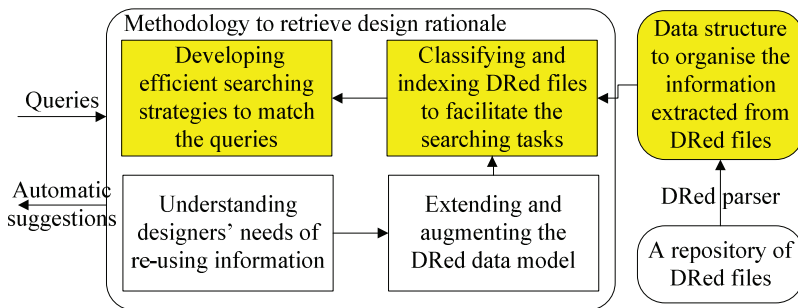 Methodology to retrieve design rationale
Developing
efficient searching
strategies to match
the queries
Classifying and
indexing DRed files
to facilitate the
searching tasks
Data structure
to organise the
information
extracted from
DRed files
Queries
Automatic
suggestions
Understanding
designers' needs of
re-using information
Extending and
augmenting the
DRed data model
DRed parser
A repository of
DRed files